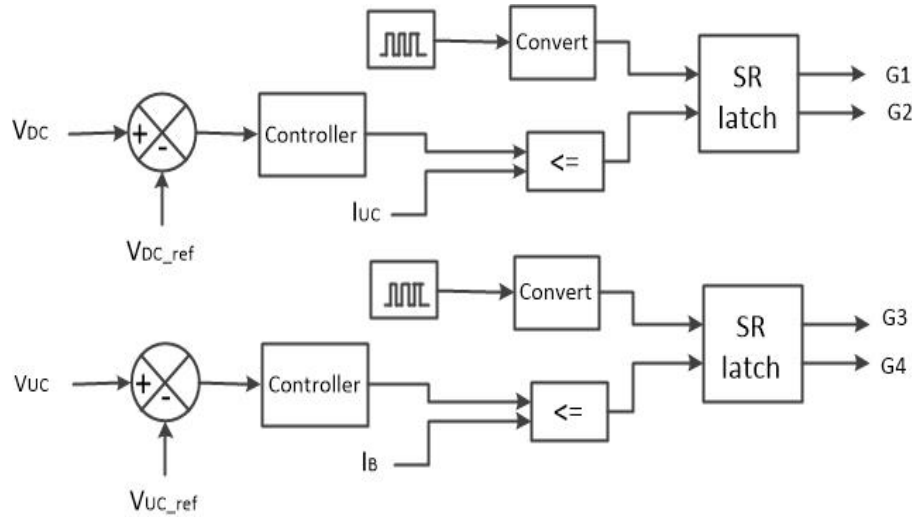 Convert
SR
latch
G1
G2
VDC
+
-
Controller
<=
IUC
VDC_ref
Convert
SR
latch
G3
G4
VUC
+
-
Controller
<=
IB
VUC_ref